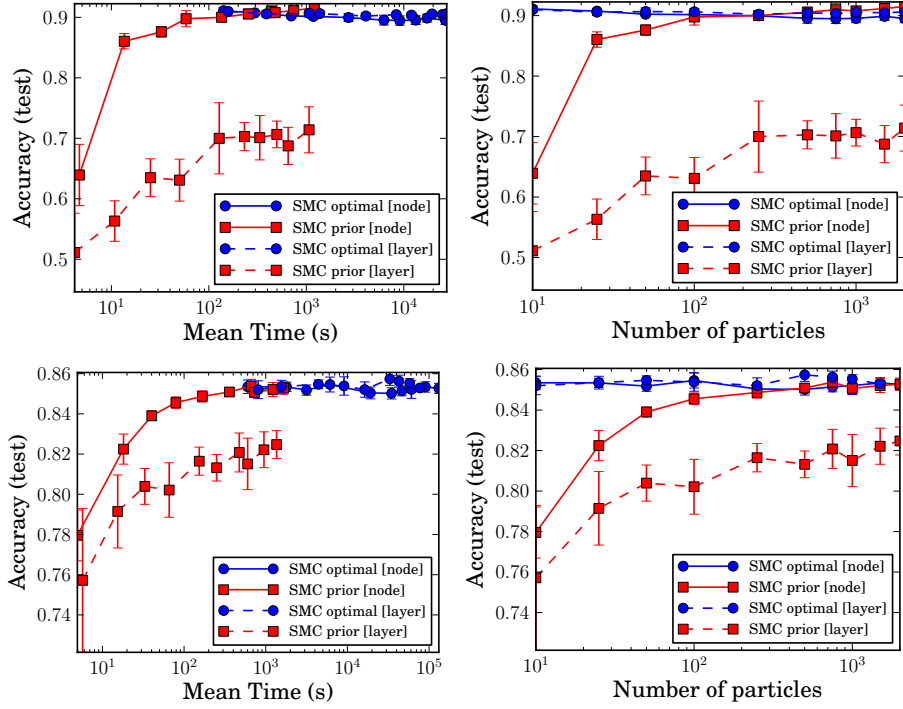 0.9
0.8
0.7
0.6
0.5
Accuracy (test)
SMC optimal [node]
SMC prior [node]
SMC optimal [layer]
SMC prior [layer]
10¹ 10² 10³ 10⁴
Mean Time (s)
0.9
0.8
0.7
0.6
0.5
Accuracy (test)
SMC optimal [node]
SMC prior [node]
SMC optimal [layer]
SMC prior [layer]
10¹ 10² 10³
Number of particles
0.86
0.84
0.82
0.80
0.78
0.76
0.74
Accuracy (test)
SMC optimal [node]
SMC prior [node]
SMC optimal [layer]
SMC prior [layer]
10¹ 10² 10³ 10⁴ 10⁵
Mean Time (s)
0.86
0.84
0.82
0.80
0.78
0.76
0.74
Accuracy (test)
SMC optimal [node]
SMC prior [node]
SMC optimal [layer]
SMC prior [layer]
10¹ 10² 10³
Number of particles